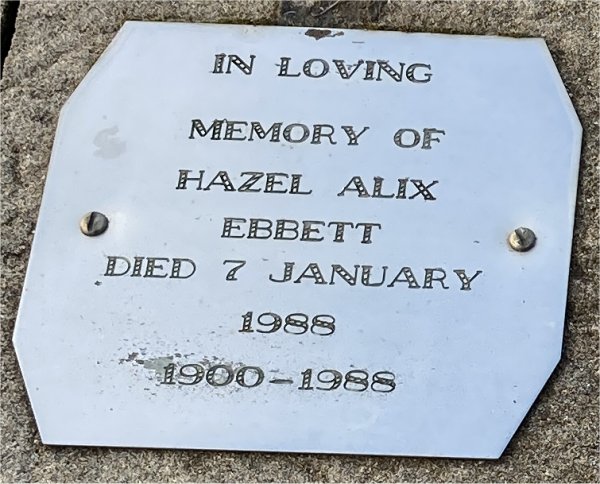 IN LOVING
MEMORY OF
HAZEL ALIX
EBBETT
DIED 7 JANUARY
1988
1900-1988